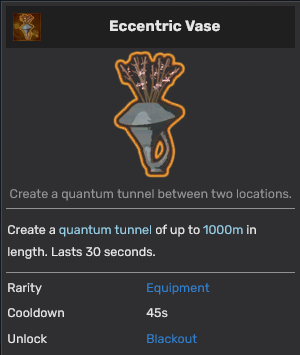 Eccentric Vase
Create a quantum tunnel between two locations.
Create a quantum tunnel of up to 1000m in
length. Lasts 30 seconds.
Rarity Equipment
Cooldown 45s
Unlock Blackout